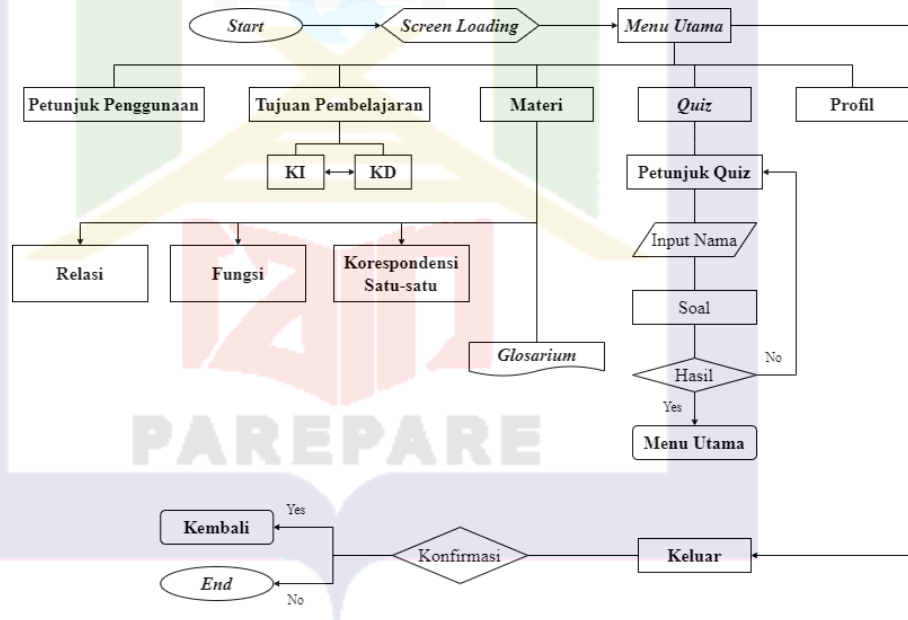 Start
Screen Loading
Menu Utama
Petunjuk Penggunaan
Tujuan Pembelajaran
Materi
Quiz
Profil
KI
KD
Petunjuk Quiz
Input Nama
Relasi
Fungsi
Korespondensi
Satu-satu
Soal
Glosarium
Hasil
No
Yes
Menu Utama
PAREPARE
Kembali
Yes
Konfirmasi
Keluar
End
No